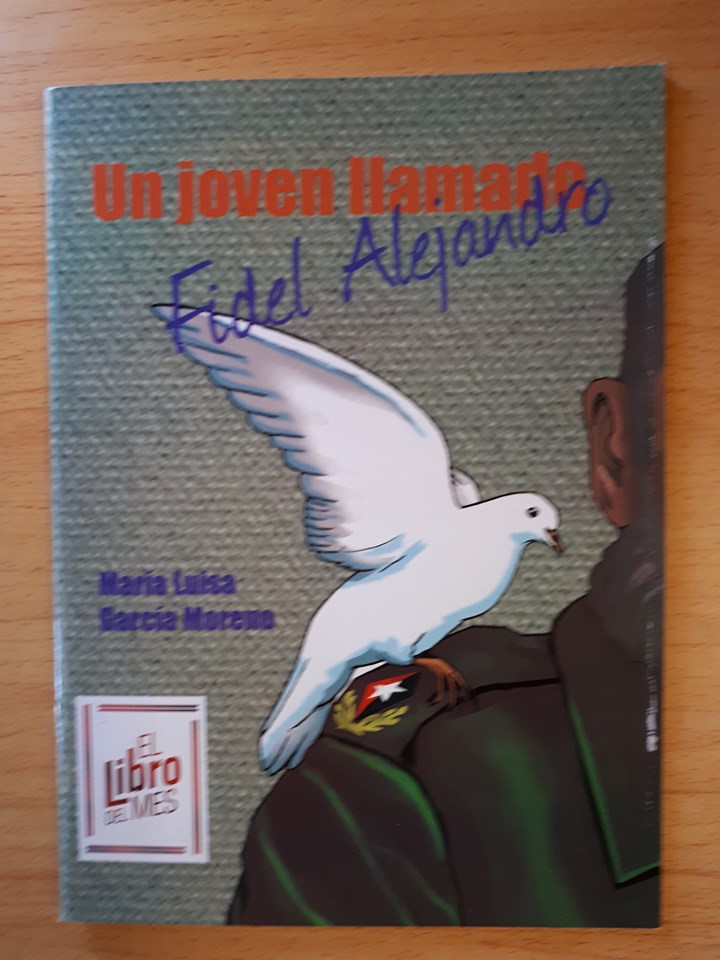 Un joven llamado
Fidel Alejandro
María Luisa
García Moreno
EL
Libro
DEL MES